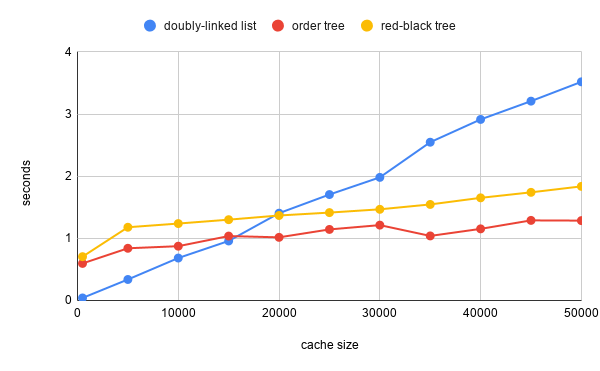 doubly-linked list order tree red-black tree
4
3
2
1
0
seconds
0 10000 20000 30000 40000 50000
cache size